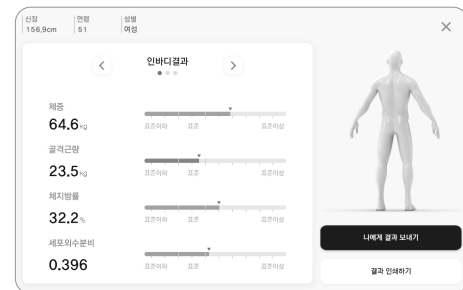 신장 연령 성별
156.9cm 51 여성
인바디결과
체중
64.6kg
표준이하 표준 표준이상
골격근량
23.5kg
표준이하 표준 표준이상
체지방률
32.2%
표준이하 표준 표준이상
세포외수분비
0.396
표준이하 표준 표준이상
나에게 결과 보내기
결과 인쇄하기